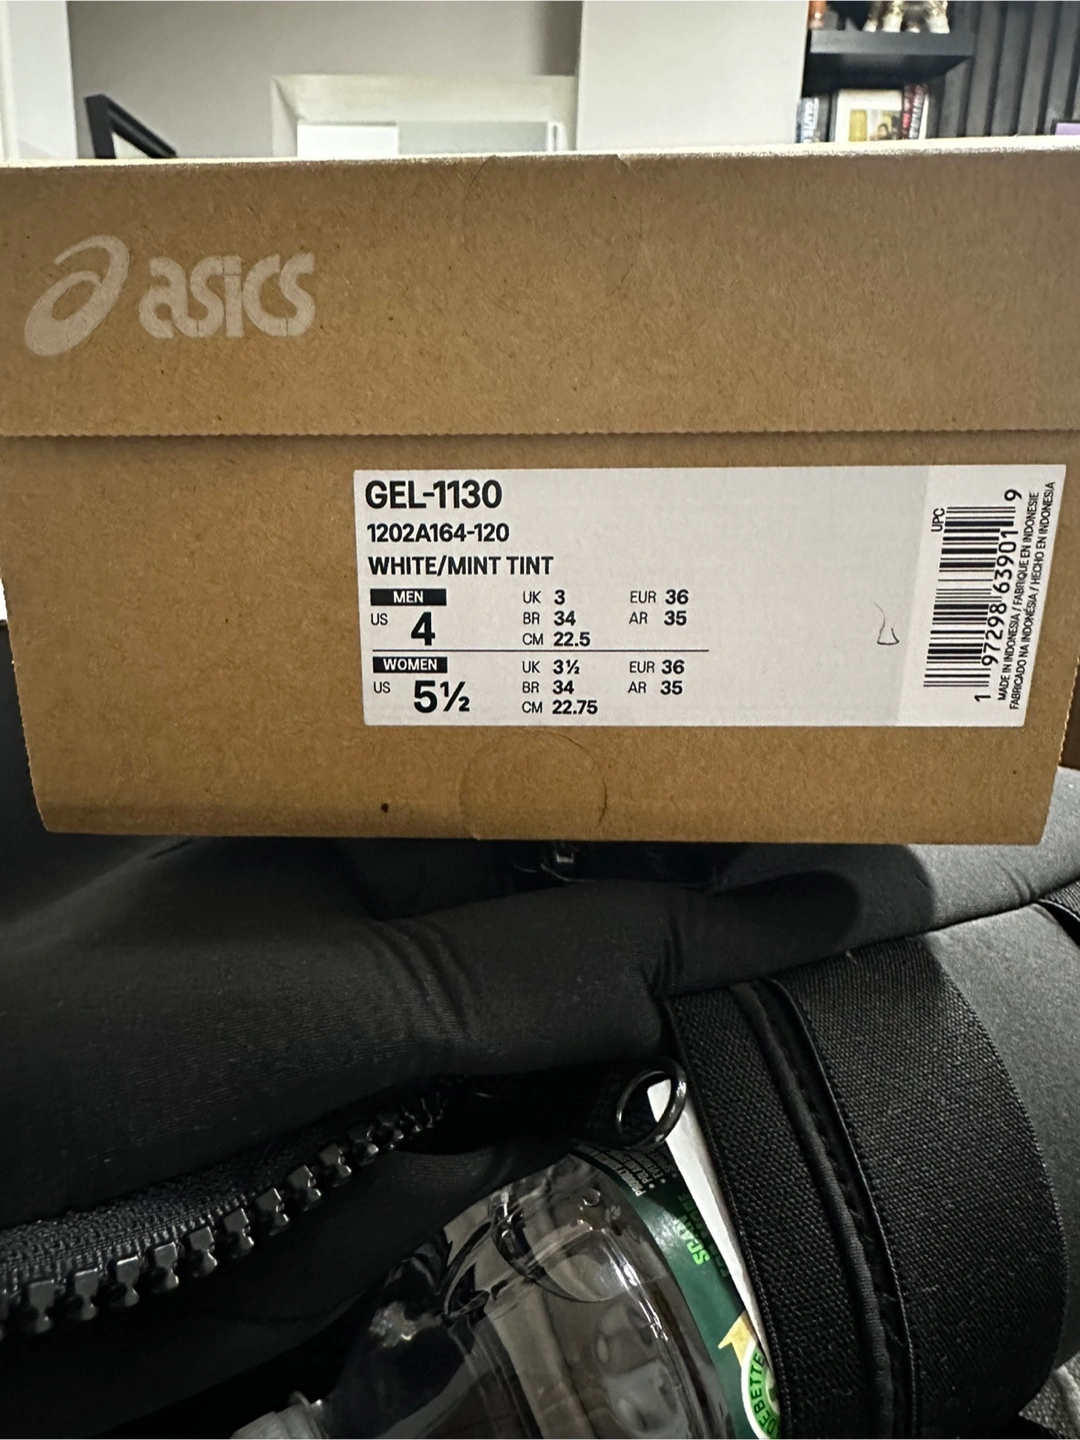 asics
GEL-1130
1202A164-120
WHITE/MINT TINT
MEN
US 4
UK 3 EUR 36
BR 34 AR 35
CM 22.5
WOMEN
US 5½
UK 3½ EUR 36
BR 34 AR 35
CM 22.75
UPC
1 97298 63901 9
MADE IN INDONESIA / FABRIQUE EN INDONESIE
FABRICADO NA INDONÉSIA / HECHO EN INDONESIA
SCAN